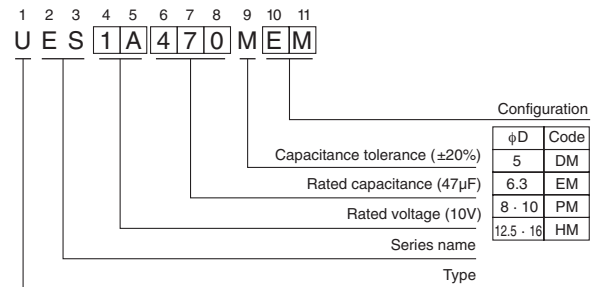 1 2 3 4 5 6 7 8 9 10 11
U E S 1 A 4 7 0 M E M
Configuration
φD Code
5 DM
6.3 EM
8 · 10 PM
12.5 · 16 HM
Capacitance tolerance (±20%)
Rated capacitance (47µF)
Rated voltage (10V)
Series name
Type